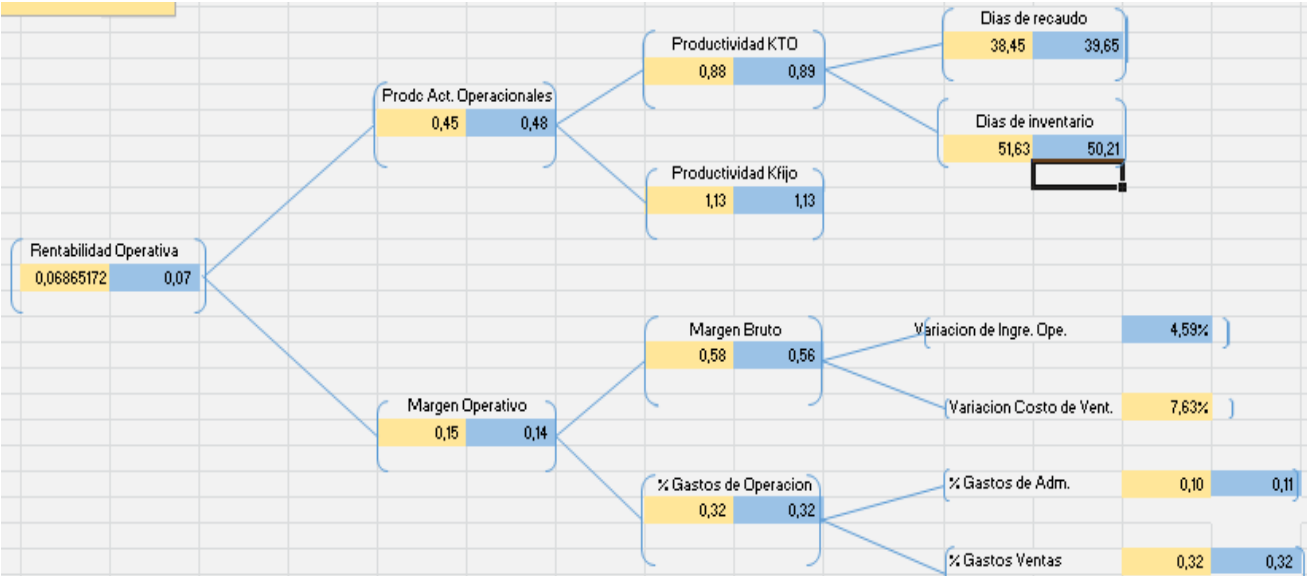 Dias de recaudo
38,45 39,65
Productividad KTO
0,88 0,89
Prodc Act. Operacionales
0,45 0,48
Dias de inventario
51,63 50,21
Productividad Kfijo
1,13 1,13
Rentabilidad Operativa
0,06865172 0,07
Margen Bruto
0,58 0,56
Variacion de Ingre. Ope. 4,59%
Margen Operativo
0,15 0,14
Variacion Costo de Vent. 7,63%
% Gastos de Operacion
0,32 0,32
% Gastos de Adm. 0,10 0,11
% Gastos Ventas 0,32 0,32